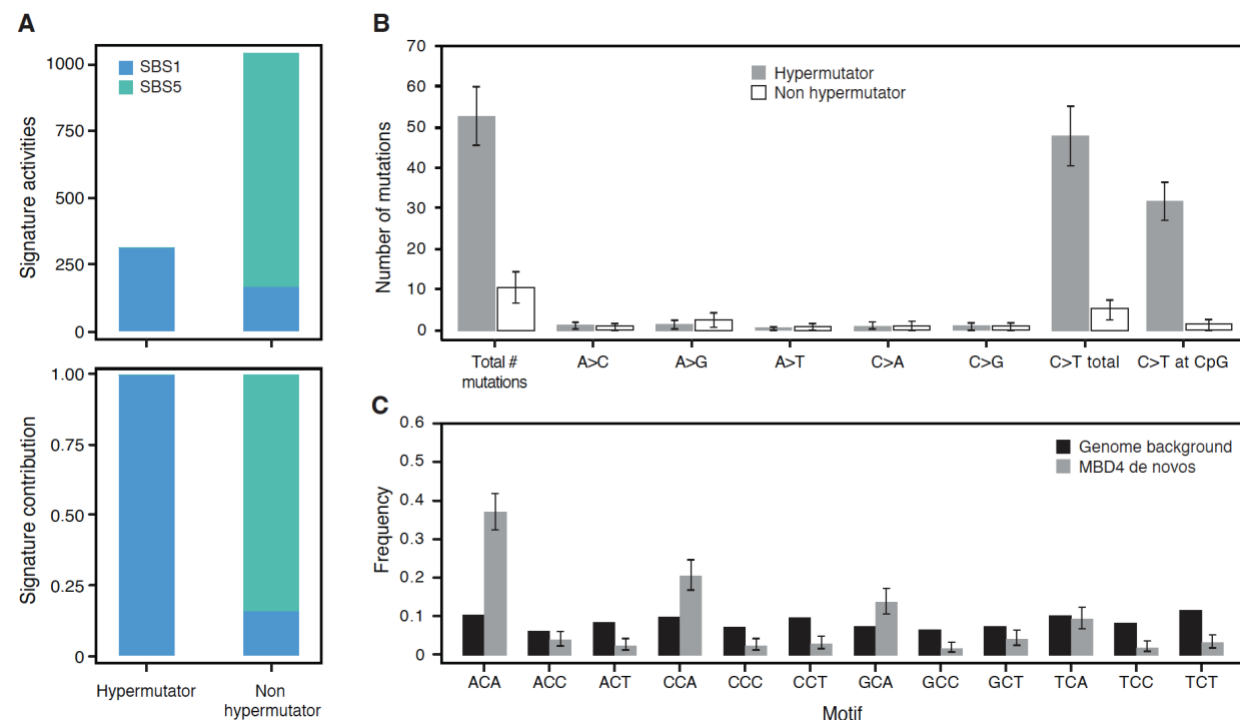 A
1000
750
500
250
0
Signature activities
SBS1
SBS5
1.00
0.75
0.50
0.25
0
Signature contribution
Hypermutator
Non
hypermutator
B
70
60
50
40
30
20
10
0
Number of mutations
Hypermutator
Non hypermutator
Total #
mutations
A>C
A>G
A>T
C>A
C>G
C>T total
C>T at CpG
C
0.6
0.5
0.4
0.3
0.2
0.1
0
Frequency
Genome background
MBD4 de novos
ACA
ACC
ACT
CCA
CCC
CCT
GCA
GCC
GCT
TCA
TCC
TCT
Motif